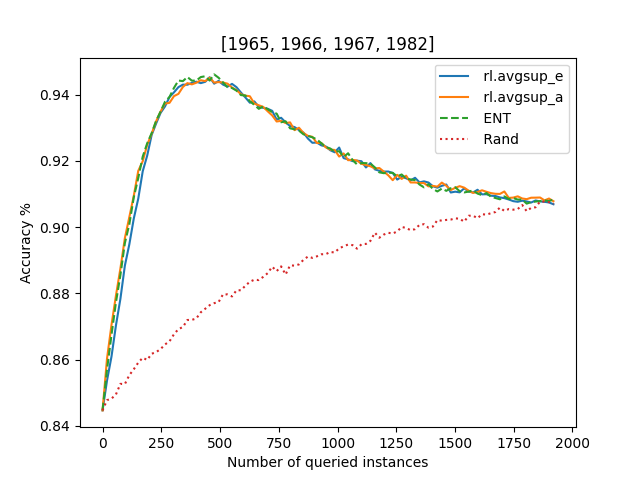 [1965, 1966, 1967, 1982]
rl.avgsup_e
rl.avgsup_a
ENT
Rand
Accuracy %
0.94
0.92
0.90
0.88
0.86
0.84
0
250
500
750
1000
1250
1500
1750
2000
Number of queried instances